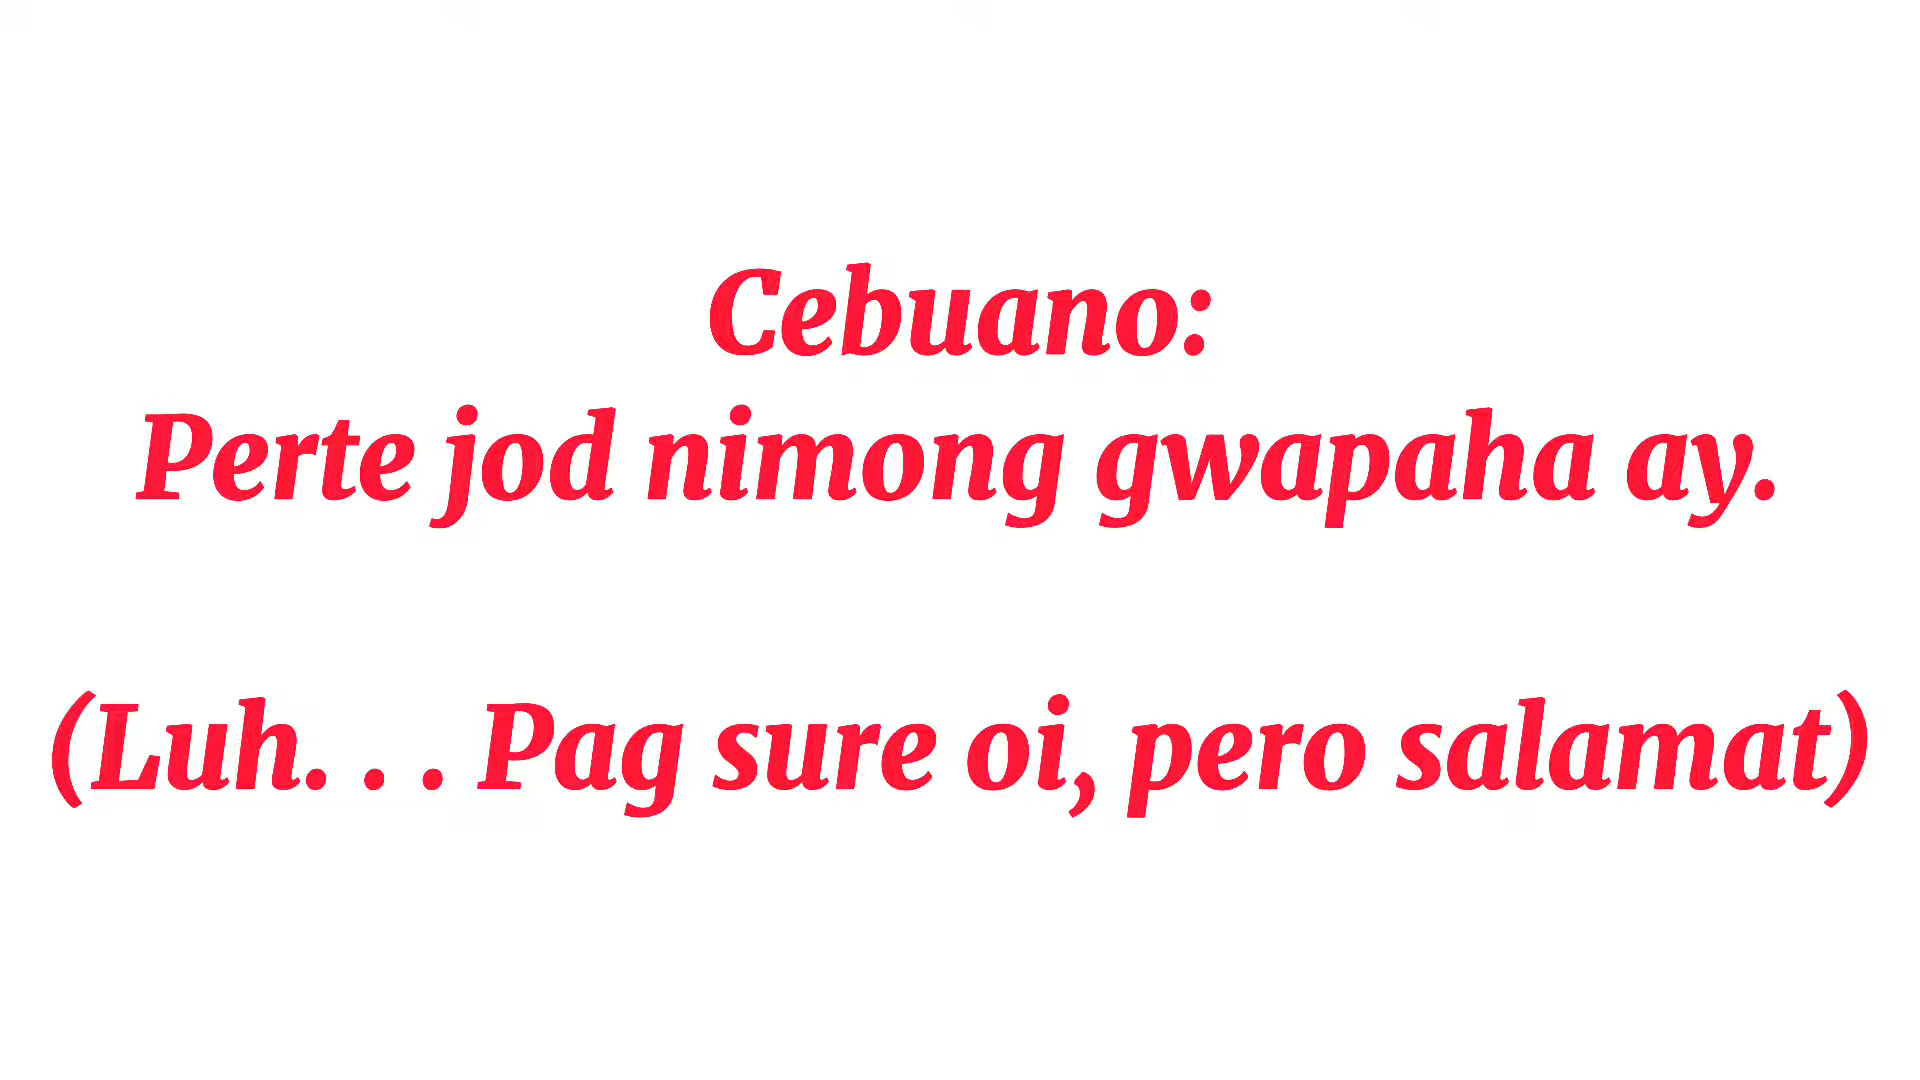 Cebuano:
Perte jod nimong gwapaha ay.
(Luh. . . Pag sure oi, pero salamat)